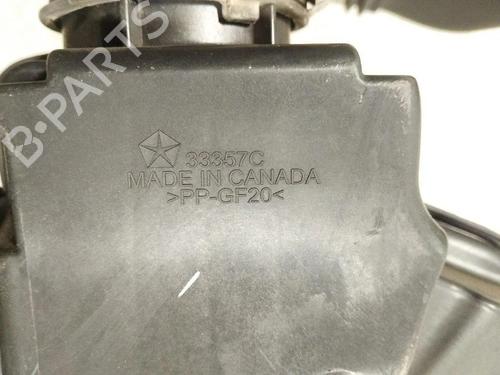 B-PARTS
33357C
MADE IN CANADA
>PP-GF20<